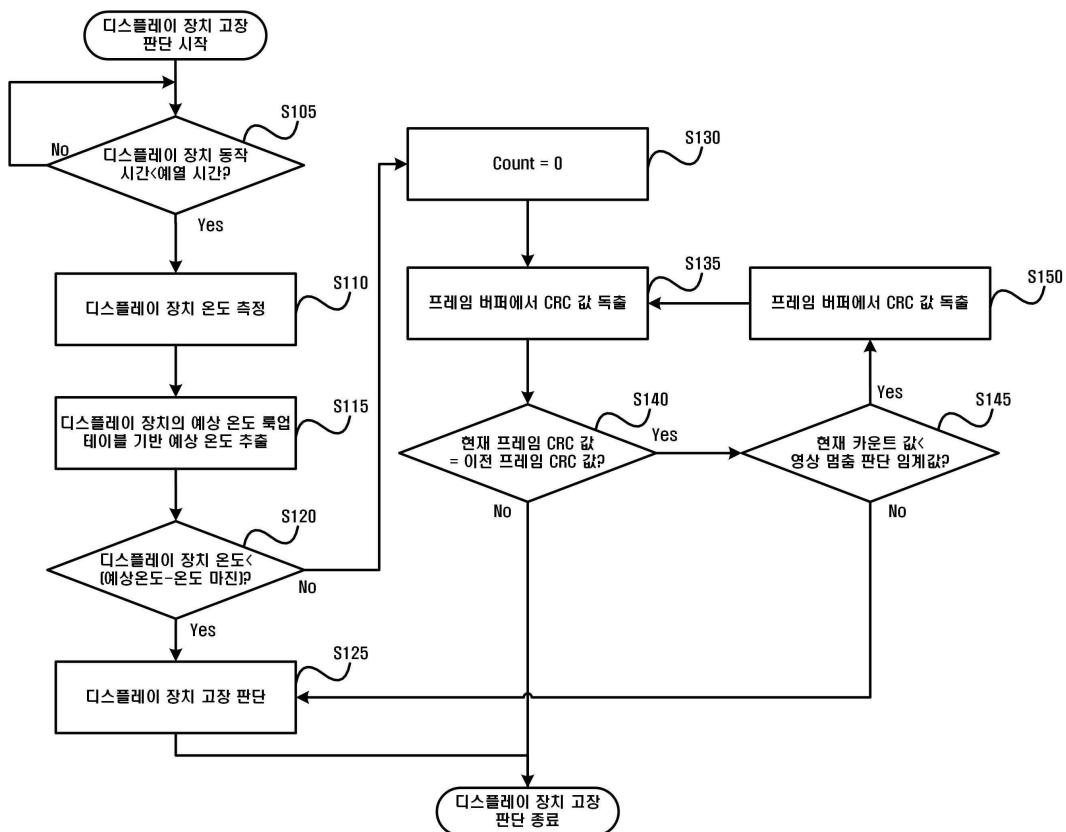 디스플레이 장치 고장
판단 시작
S105
디스플레이 장치 동작
시간<예열 시간?
No
Yes
S110
디스플레이 장치 온도 측정
S115
디스플레이 장치의 예상 온도 룩업
테이블 기반 예상 온도 추출
S120
디스플레이 장치 온도<
(예상온도-온도 마진)?
No
Yes
S125
디스플레이 장치 고장 판단
S130
Count = 0
S135
프레임 버퍼에서 CRC 값 독출
S140
현재 프레임 CRC 값
= 이전 프레임 CRC 값?
Yes
No
S145
현재 카운트 값<
영상 멈춤 판단 임계값?
Yes
No
S150
프레임 버퍼에서 CRC 값 독출
디스플레이 장치 고장
판단 종료